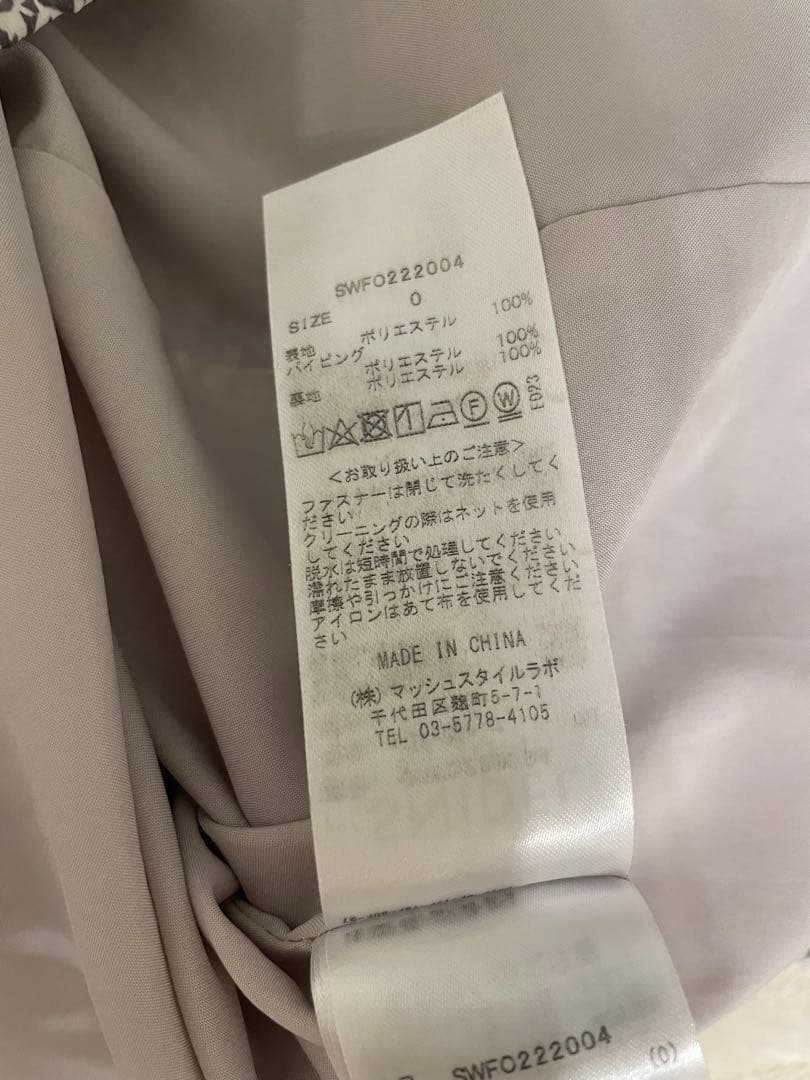 SWFO222004
SIZE 0
表地 ポリエステル 100%
パイピング ポリエステル 100%
裏地 ポリエステル 100%
F W E023
<お取り扱い上のご注意>
ファスナーは閉じて洗たくしてく
ださい
クリーニングの際はネットを使用
してください
脱水は短時間で処理してください
濡れたまま放置しないでください
摩擦や引っかけにご注意ください
アイロンはあて布を使用してくだ
さい
MADE IN CHINA
(株)マッシュスタイルラボ
千代田区麹町5-7-1
TEL 03-5778-4105
SWFO222004 (0)